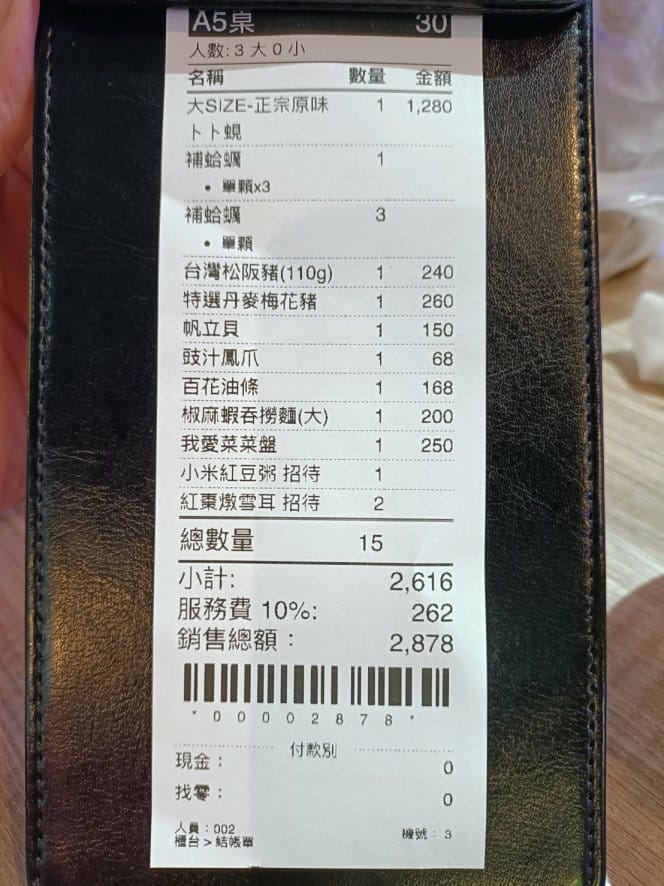 A5桌 30
人數: 3 大 0 小
名稱 數量 金額
大SIZE-正宗原味 1 1,280
卜卜蜆
補蛤蠣 1
• 單顆x3
補蛤蠣 3
• 單顆
台灣松阪豬(110g) 1 240
特選丹麥梅花豬 1 260
帆立貝 1 150
豉汁鳳爪 1 68
百花油條 1 168
椒麻蝦吞撈麵(大) 1 200
我愛菜菜盤 1 250
小米紅豆粥 招待 1
紅棗燉雪耳 招待 2
總數量 15
小計: 2,616
服務費 10%: 262
銷售總額： 2,878
*00002878*
付款別
現金： 0
找零： 0
人員：002
櫃台 > 結帳單 機號：3